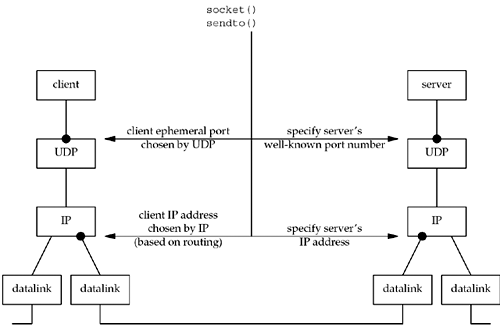 socket()
sendto()
client
server
client ephemeral port
chosen by UDP
specify server's
well-known port number
UDP
UDP
client IP address
chosen by IP
(based on routing)
specify server's
IP address
IP
IP
datalink
datalink
datalink
datalink